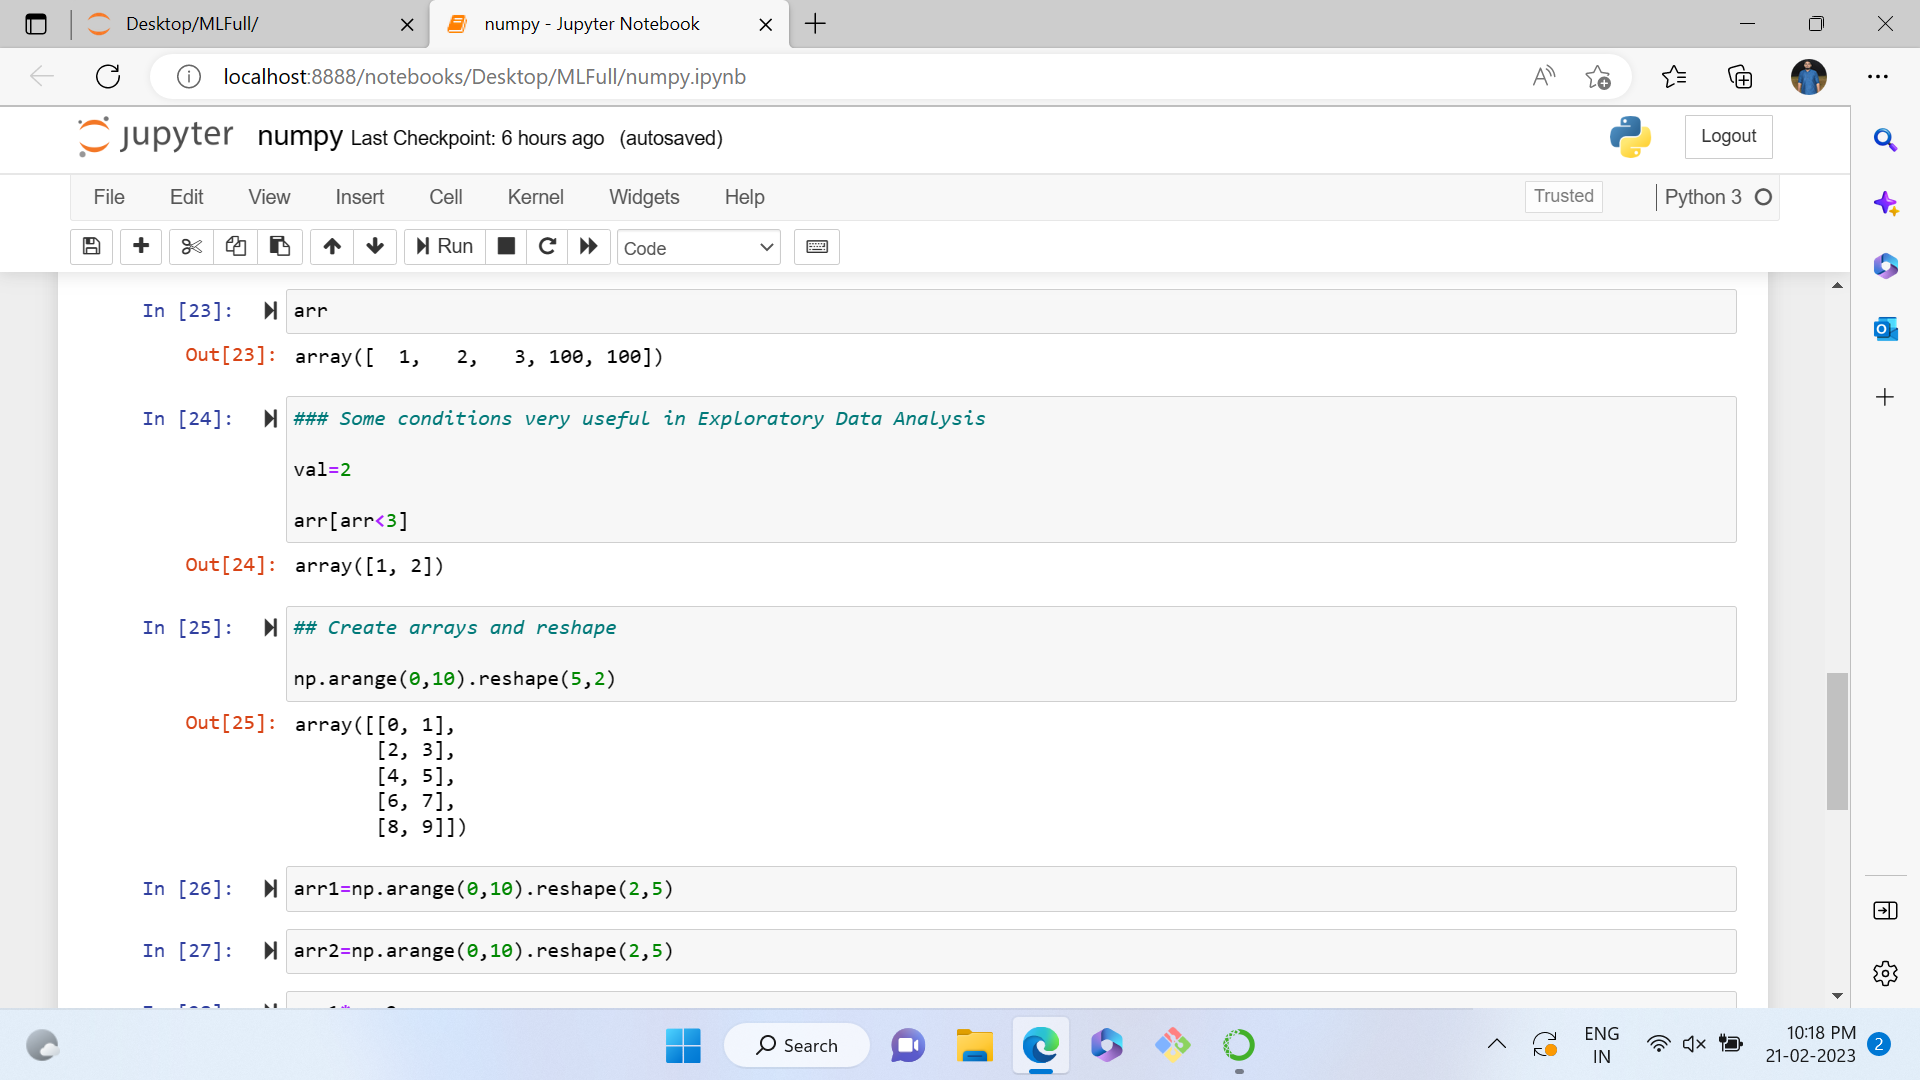 Desktop/MLFull/
numpy - Jupyter Notebook
localhost:8888/notebooks/Desktop/MLFull/numpy.ipynb
jupyter numpy Last Checkpoint: 6 hours ago (autosaved)
Logout
File Edit View Insert Cell Kernel Widgets Help
Trusted
Python 3
Run
Code
In [23]: arr
Out[23]: array([  1,   2,   3, 100, 100])
In [24]: ### Some conditions very useful in Exploratory Data Analysis
val=2
arr[arr<3]
Out[24]: array([1, 2])
In [25]: ## Create arrays and reshape
np.arange(0,10).reshape(5,2)
Out[25]: array([[0, 1],
[2, 3],
[4, 5],
[6, 7],
[8, 9]])
In [26]: arr1=np.arange(0,10).reshape(2,5)
In [27]: arr2=np.arange(0,10).reshape(2,5)
Search
ENG
IN
10:18 PM
21-02-2023
2